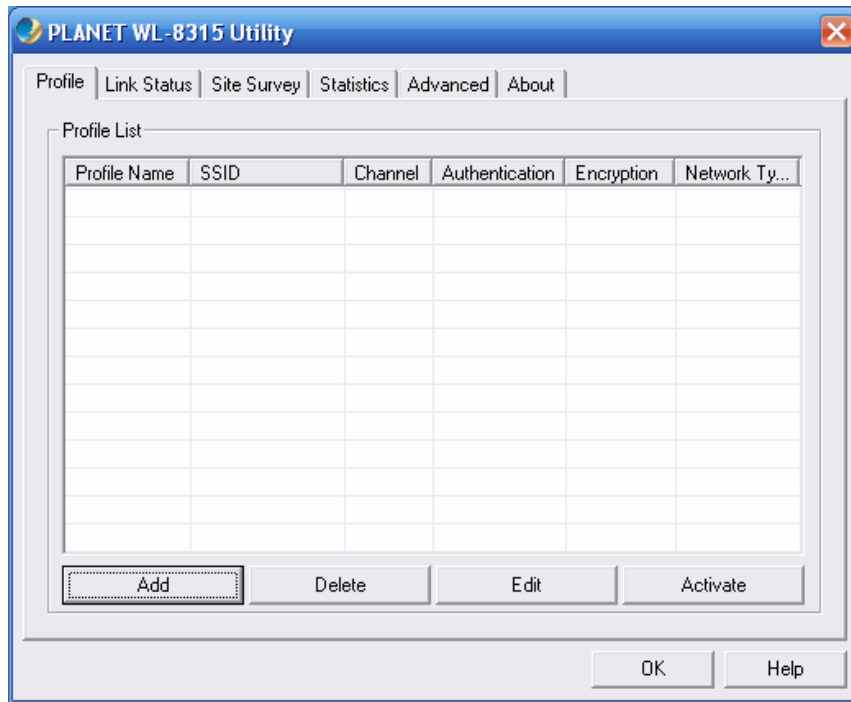 PLANET WL-8315 Utility
Profile Link Status Site Survey Statistics Advanced About
Profile List
Profile Name SSID Channel Authentication Encryption Network Ty...
Add Delete Edit Activate
OK Help